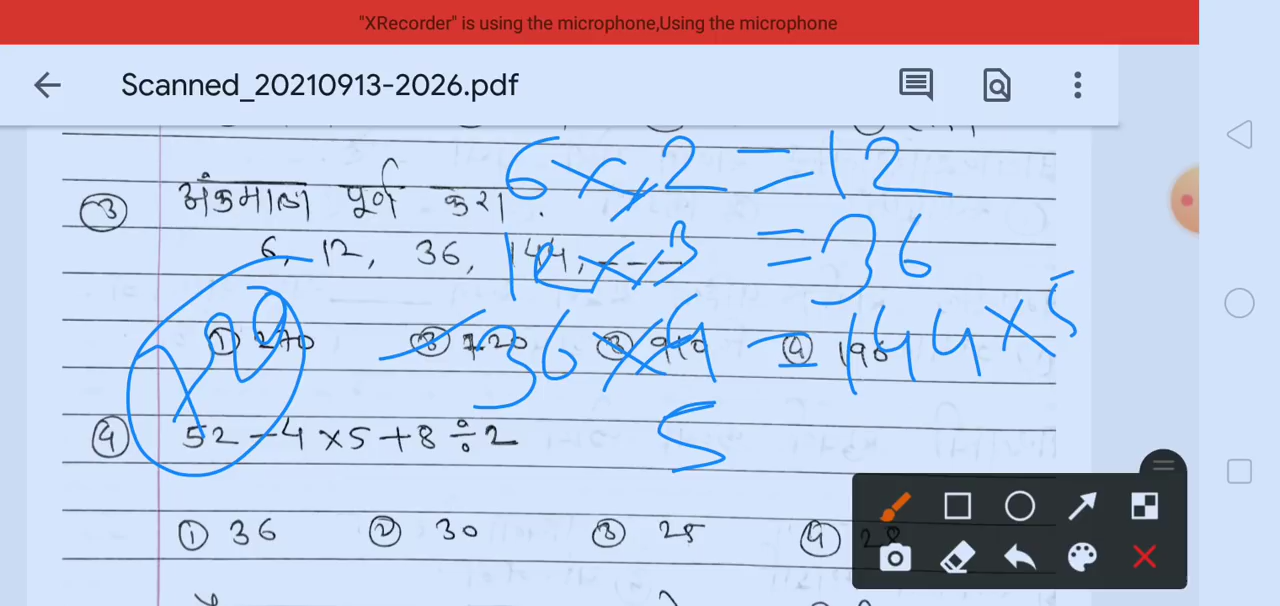 "XRecorder" is using the microphone,Using the microphone
Scanned_20210913-2026.pdf
6×2=12
③ अंकमाला पूर्ण करा.
6, 12, 36, 144, ---
=36
① 270 ② 720 ③ ④ 190
36×4=144×5
5
④ 52-4×5+8÷2
① 36 ② 30 ③ 25 ④ 28